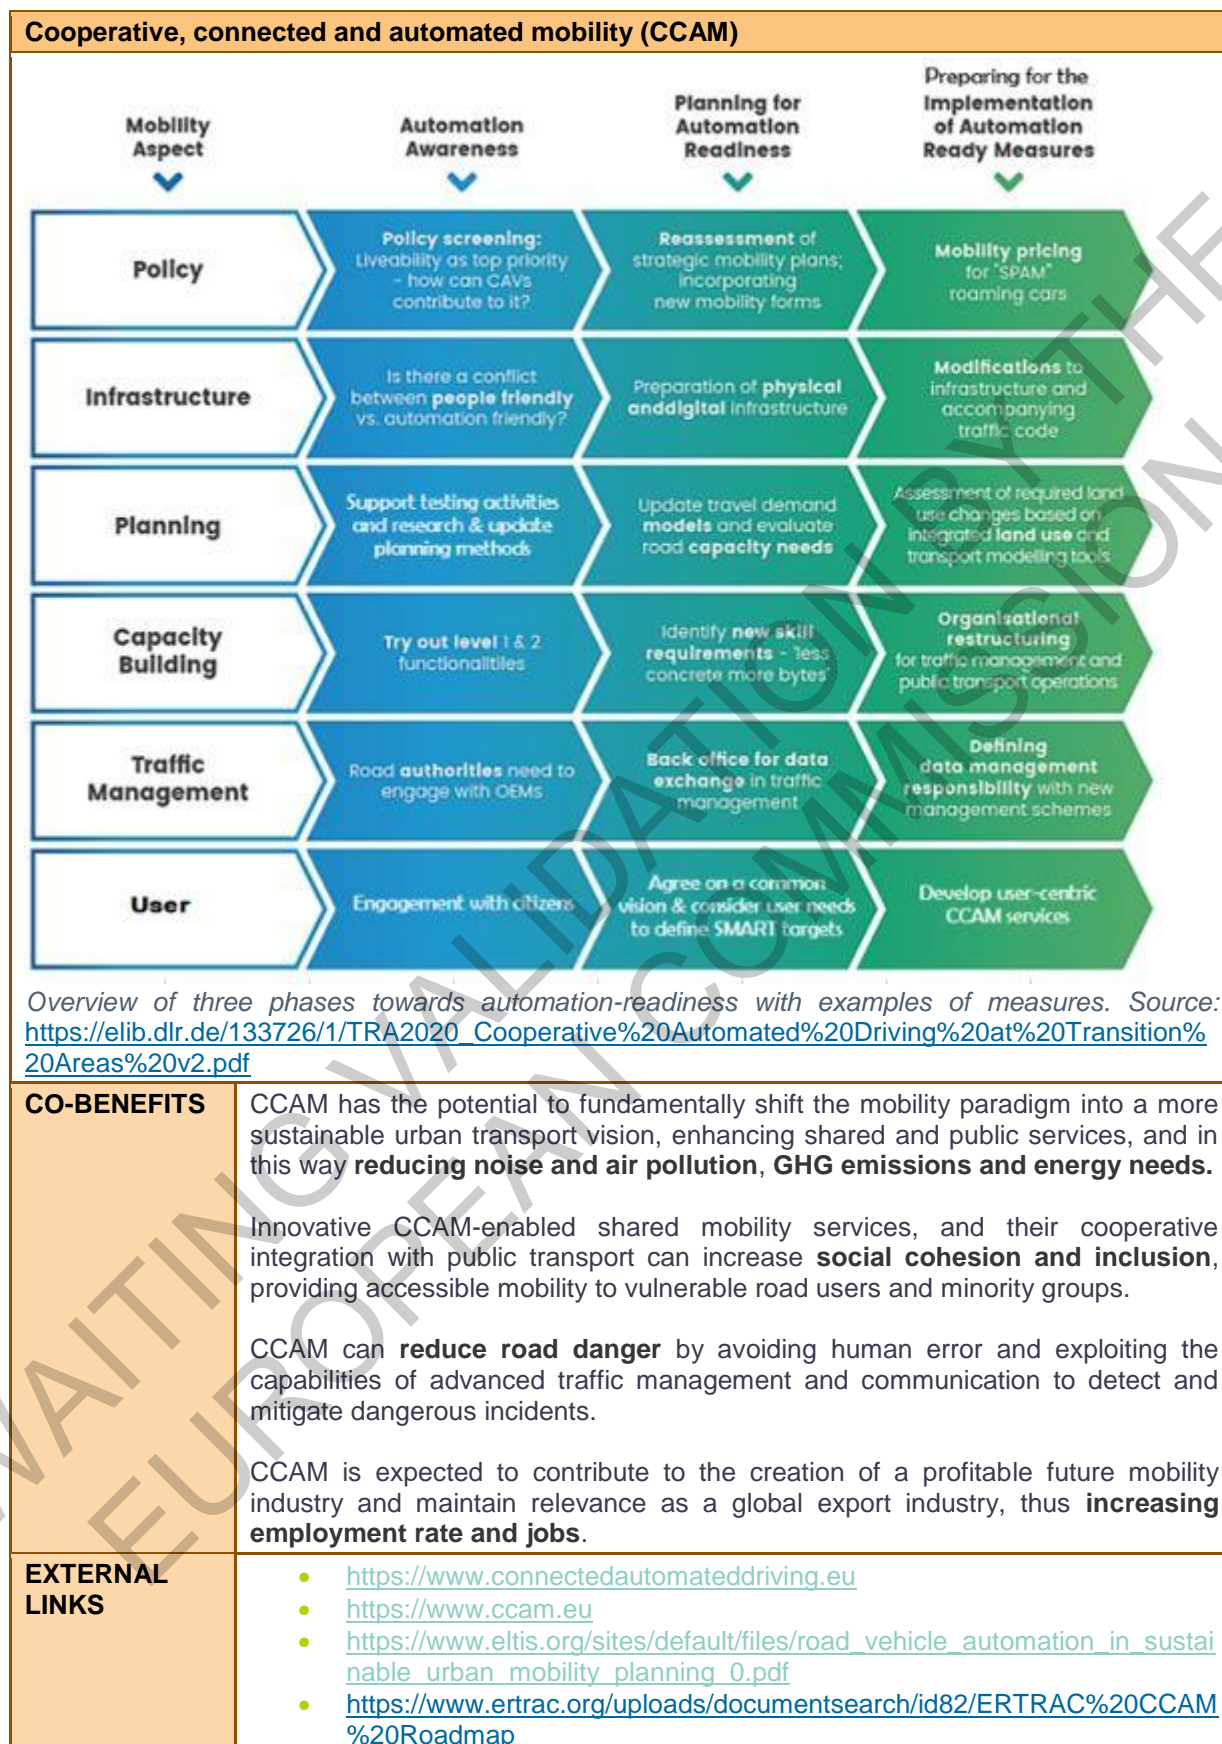 Cooperative, connected and automated mobility (CCAM)
Mobility
Aspect
Automation
Awareness
Planning for
Automation
Readiness
Preparing for the
Implementation
of Automation
Ready Measures
Policy
Policy screening:
Liveability as top priority
- how can CAVs
contribute to it?
Reassessment of
strategic mobility plans;
incorporating
new mobility forms
Mobility pricing
for "SPAM"
roaming cars
Infrastructure
Is there a conflict
between people friendly
vs. automation friendly?
Preparation of physical
anddigital infrastructure
Modifications to
infrastructure and
accompanying
traffic code
Planning
Support testing activities
and research & update
planning methods
Update travel demand
models and evaluate
road capacity needs
Assessment of required land
use changes based on
integrated land use and
transport modelling tools
Capacity
Building
Try out level 1 & 2
functionalitiles
Identify new skill
requirements - less
concrete more bytes
Organisational
restructuring
for traffic management and
public transport operations
Traffic
Management
Road authorities need to
engage with OEMs
Back office for data
exchange in traffic
management
Defining
data management
responsibility with new
management schemes
User
Engagement with citizens
Agree on a common
vision & consider user needs
to define SMART targets
Develop user-centric
CCAM services
Overview of three phases towards automation-readiness with examples of measures. Source:
https://elib.dlr.de/133726/1/TRA2020_Cooperative%20Automated%20Driving%20at%20Transition%
20Areas%20v2.pdf
CO-BENEFITS
CCAM has the potential to fundamentally shift the mobility paradigm into a more
sustainable urban transport vision, enhancing shared and public services, and in
this way reducing noise and air pollution, GHG emissions and energy needs.
Innovative CCAM-enabled shared mobility services, and their cooperative
integration with public transport can increase social cohesion and inclusion,
providing accessible mobility to vulnerable road users and minority groups.
CCAM can reduce road danger by avoiding human error and exploiting the
capabilities of advanced traffic management and communication to detect and
mitigate dangerous incidents.
CCAM is expected to contribute to the creation of a profitable future mobility
industry and maintain relevance as a global export industry, thus increasing
employment rate and jobs.
EXTERNAL
LINKS
• https://www.connectedautomateddriving.eu
• https://www.ccam.eu
• https://www.eltis.org/sites/default/files/road_vehicle_automation_in_sustai
nable_urban_mobility_planning_0.pdf
• https://www.ertrac.org/uploads/documentsearch/id82/ERTRAC%20CCAM
%20Roadmap
VAITING VALIDATION BY THE
EUROPEAN COMMISSION